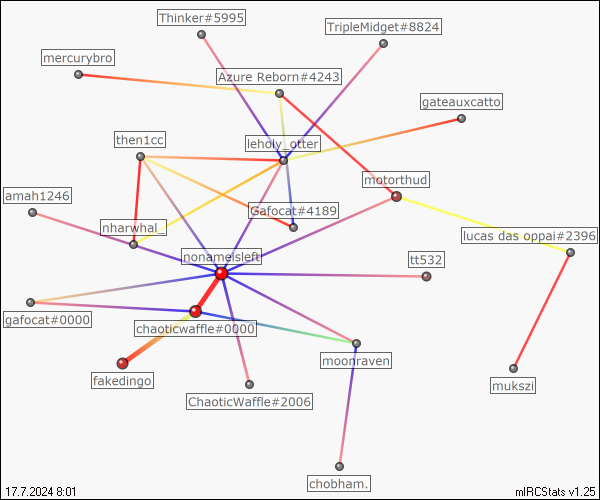 Thinker#5995
TripleMidget#8824
mercurybro
Azure Reborn#4243
gateauxcatto
then1cc
leholy_otter
motorthud
amah1246
Gafocat#4189
nharwhal_
lucas das oppai#2396
nonameisleft
tt532
gafocat#0000
chaoticwaffle#0000
moonraven
fakedingo
mukszi
ChaoticWaffle#2006
chobham.
17.7.2024 8:01
mIRCStats v1.25